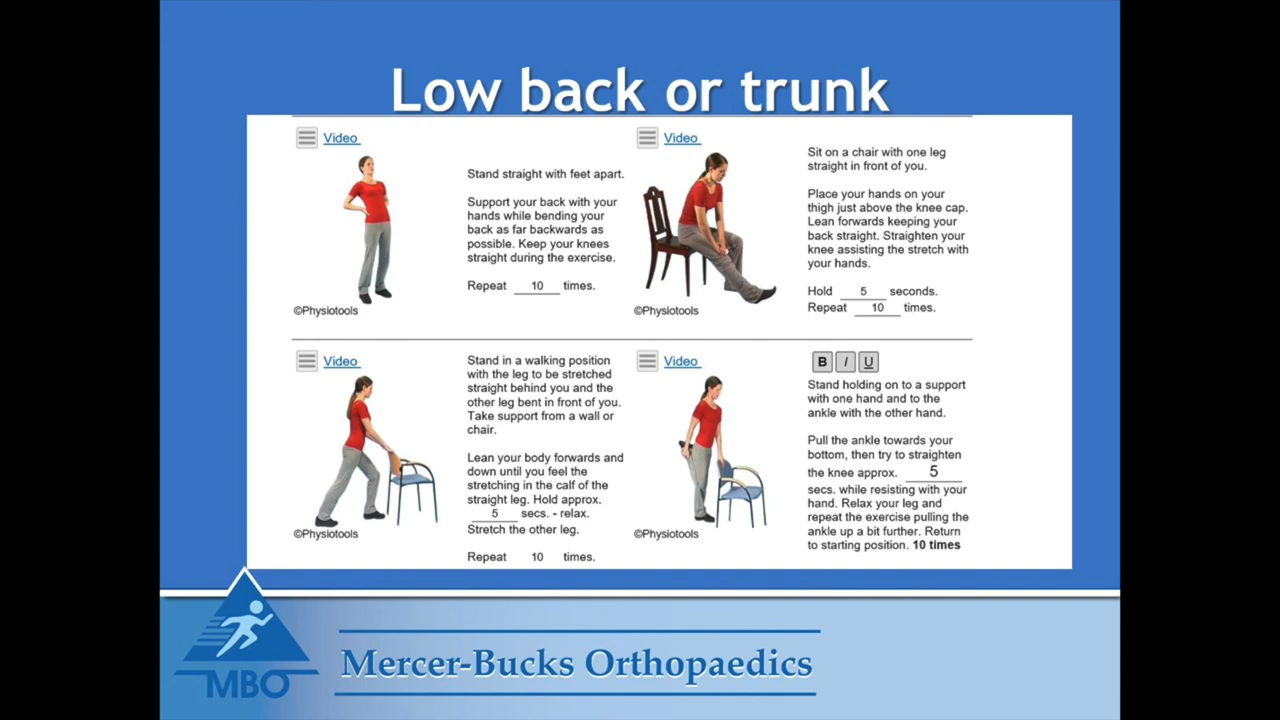 Low back or trunk
Video
Stand straight with feet apart.
Support your back with your
hands while bending your
back as far backwards as
possible. Keep your knees
straight during the exercise.
Repeat 10 times.
©Physiotools
Video
Sit on a chair with one leg
straight in front of you.
Place your hands on your
thigh just above the knee cap.
Lean forwards keeping your
back straight. Straighten your
knee assisting the stretch with
your hands.
Hold 5 seconds.
Repeat 10 times.
©Physiotools
Video
Stand in a walking position
with the leg to be stretched
straight behind you and the
other leg bent in front of you.
Take support from a wall or
chair.
Lean your body forwards and
down until you feel the
stretching in the calf of the
straight leg. Hold approx.
5 secs. - relax.
Stretch the other leg.
Repeat 10 times.
©Physiotools
Video
B I U
Stand holding on to a support
with one hand and to the
ankle with the other hand.
Pull the ankle towards your
bottom, then try to straighten
the knee approx. 5
secs. while resisting with your
hand. Relax your leg and
repeat the exercise pulling the
ankle up a bit further. Return
to starting position. 10 times
©Physiotools
MBO
Mercer-Bucks Orthopaedics